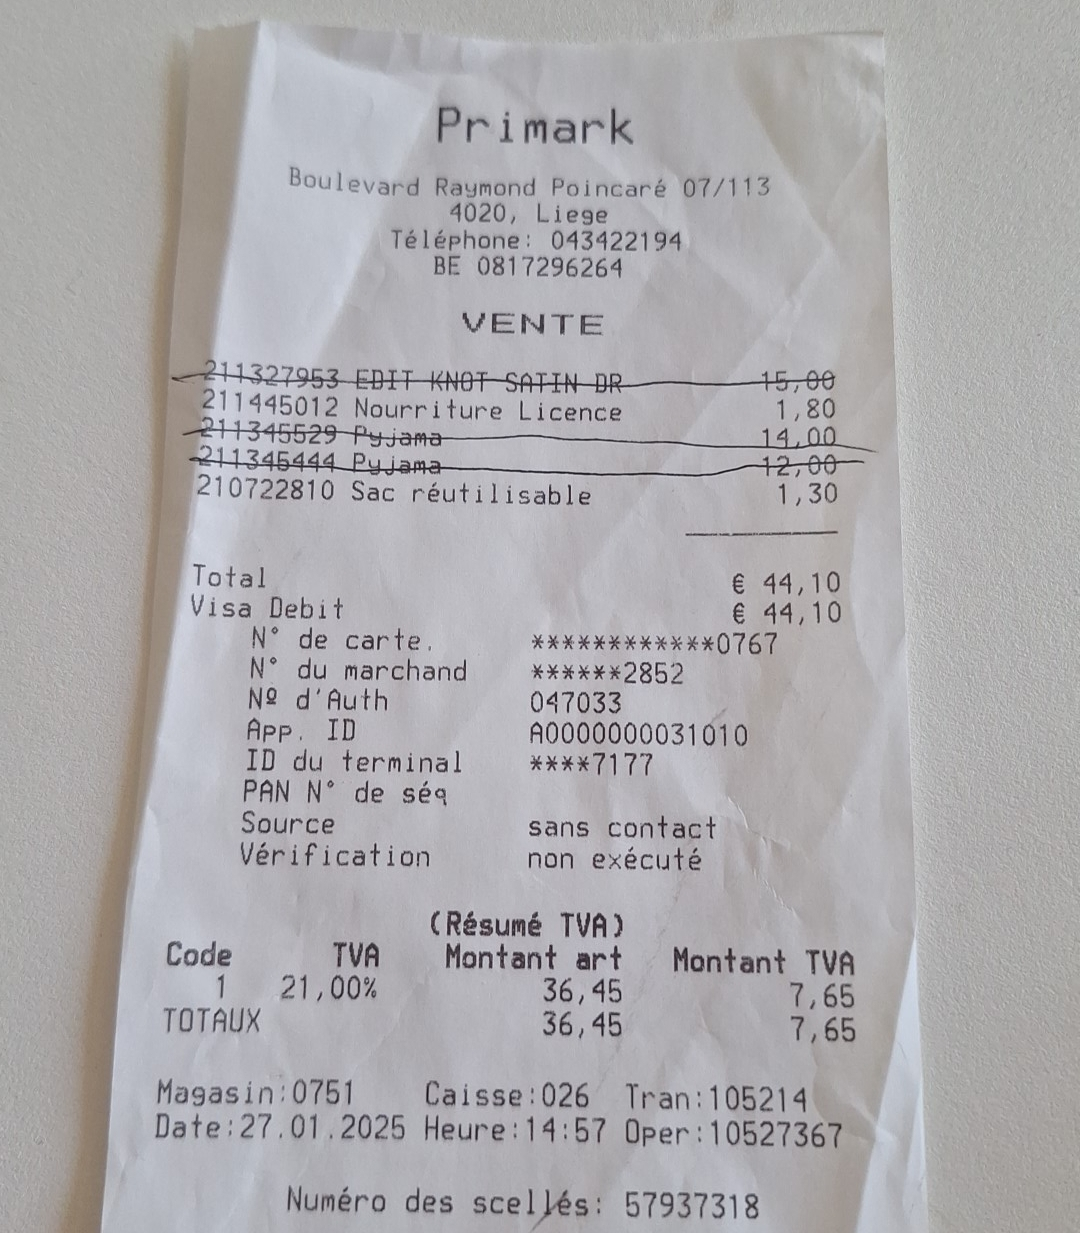 Primark
Boulevard Raymond Poincaré 07/113
4020, Liege
Téléphone: 043422194
BE 0817296264
VENTE
211327953 EDIT KNOT SATIN DR 15,00
211445012 Nourriture Licence 1,80
211345529 Pyjama 14,00
211345444 Pyjama 12,00
210722810 Sac réutilisable 1,30
Total € 44,10
Visa Debit € 44,10
N° de carte. ************0767
N° du marchand ******2852
Nº d'Auth 047033
App. ID A0000000031010
ID du terminal ****7177
PAN N° de séq
Source sans contact
Vérification non exécuté
(Résumé TVA)
Code TVA Montant art Montant TVA
1 21,00% 36,45 7,65
TOTAUX 36,45 7,65
Magasin:0751 Caisse:026 Tran:105214
Date:27.01.2025 Heure:14:57 Oper:10527367
Numéro des scellés: 57937318